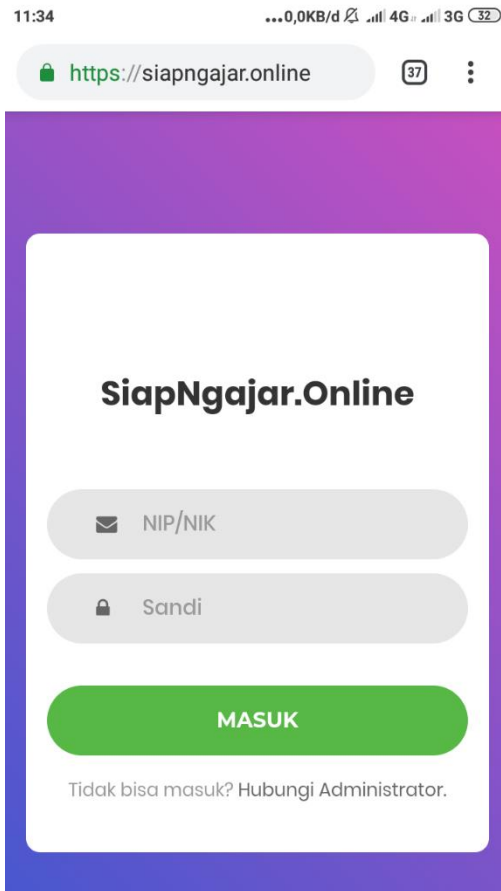 11:34 ...0,0KB/d 4G 3G 32
https://siapngajar.online 37
SiapNgajar.Online
NIP/NIK
Sandi
MASUK
Tidak bisa masuk? Hubungi Administrator.